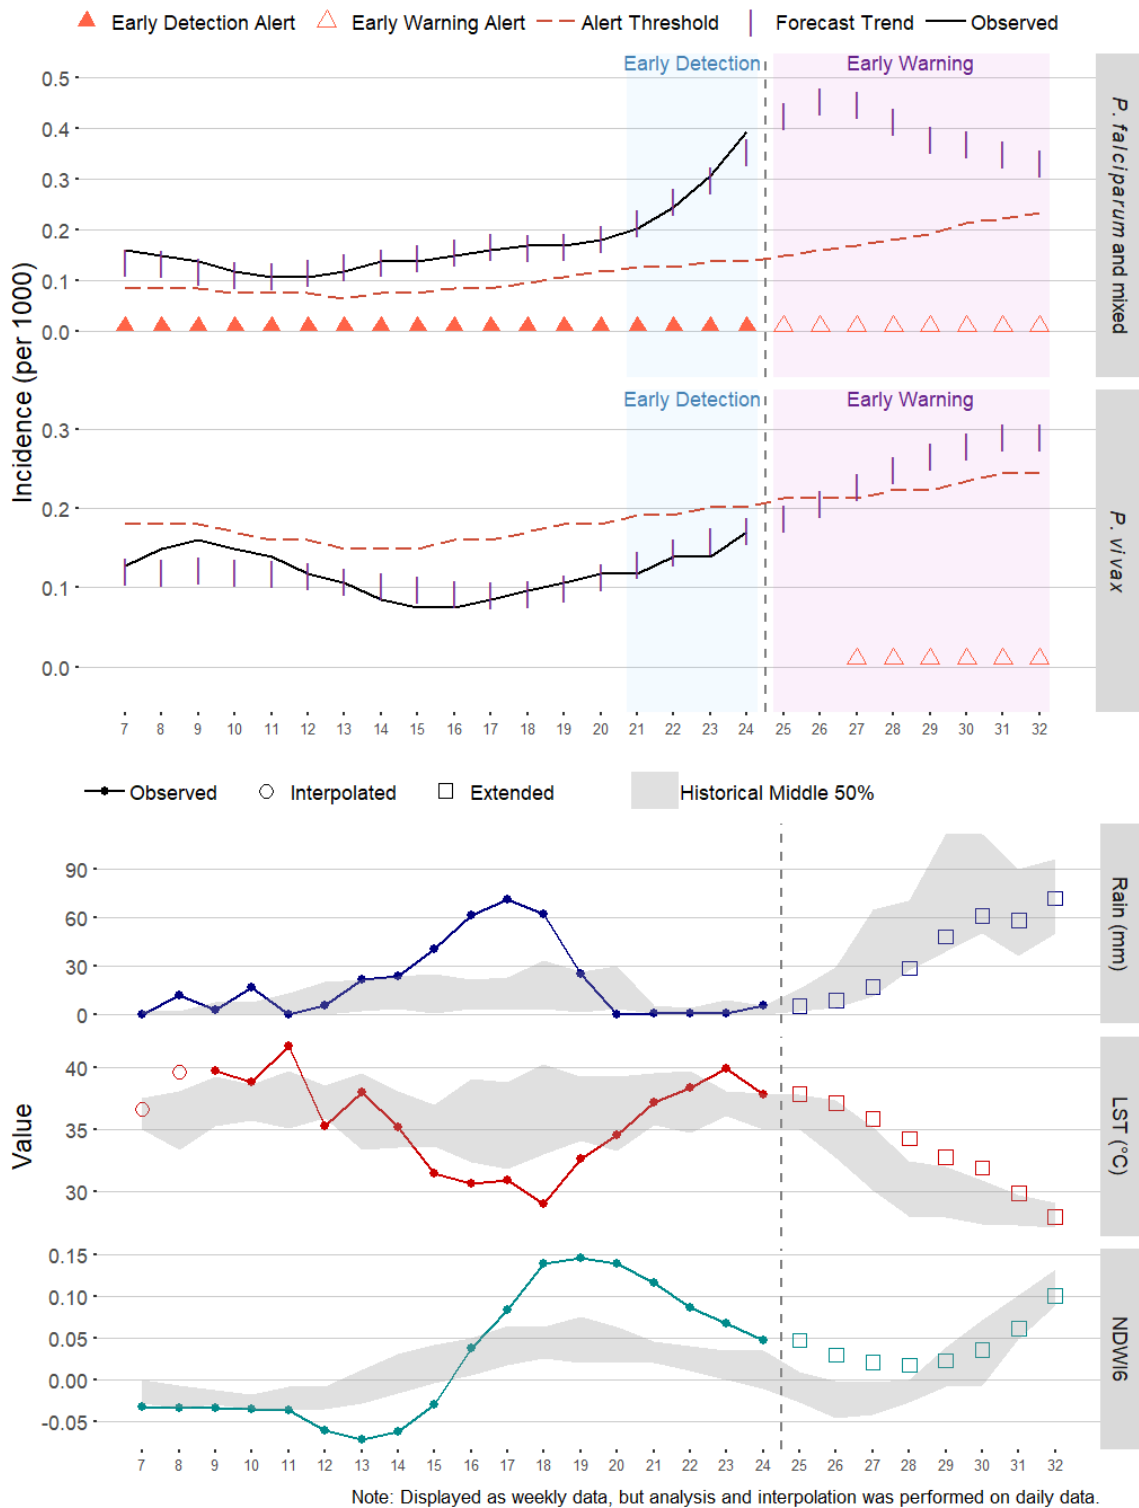 Early Detection Alert Early Warning Alert Alert Threshold Forecast Trend Observed
Early Detection Early Warning
0.5
0.4
0.3
0.2
0.1
0.0
P. falciparum and mixed
Incidence (per 1000)
Early Detection Early Warning
0.3
0.2
0.1
0.0
P. vivax
7 8 9 10 11 12 13 14 15 16 17 18 19 20 21 22 23 24 25 26 27 28 29 30 31 32
Observed Interpolated Extended Historical Middle 50%
90
60
30
0
Rain (mm)
40
35
30
LST (°C)
Value
0.15
0.10
0.05
0.00
-0.05
NDWI6
7 8 9 10 11 12 13 14 15 16 17 18 19 20 21 22 23 24 25 26 27 28 29 30 31 32
Note: Displayed as weekly data, but analysis and interpolation was performed on daily data.